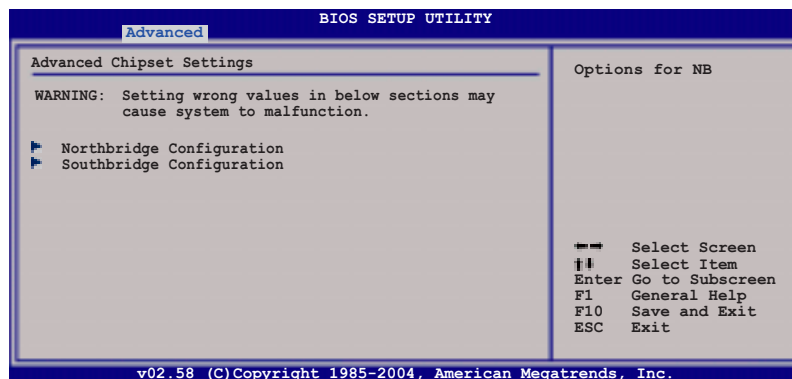 BIOS SETUP UTILITY
Advanced
Advanced Chipset Settings
WARNING: Setting wrong values in below sections may
cause system to malfunction.
Northbridge Configuration
Southbridge Configuration
Options for NB
Select Screen
Select Item
Enter Go to Subscreen
F1 General Help
F10 Save and Exit
ESC Exit
v02.58 (C)Copyright 1985-2004, American Megatrends, Inc.